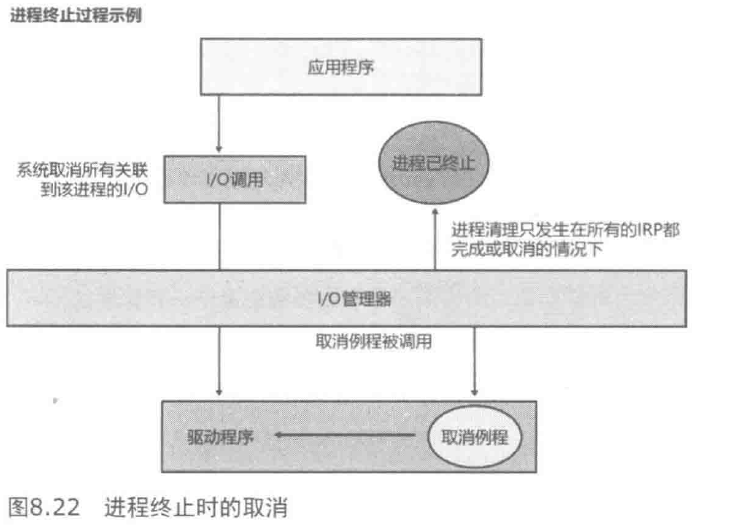 进程终止过程示例
应用程序
系统取消所有关联
到该进程的I/O
I/O调用
进程已终止
进程清理只发生在所有的IRP都
完成或取消的情况下
I/O管理器
取消例程被调用
驱动程序
取消例程
图8.22 进程终止时的取消